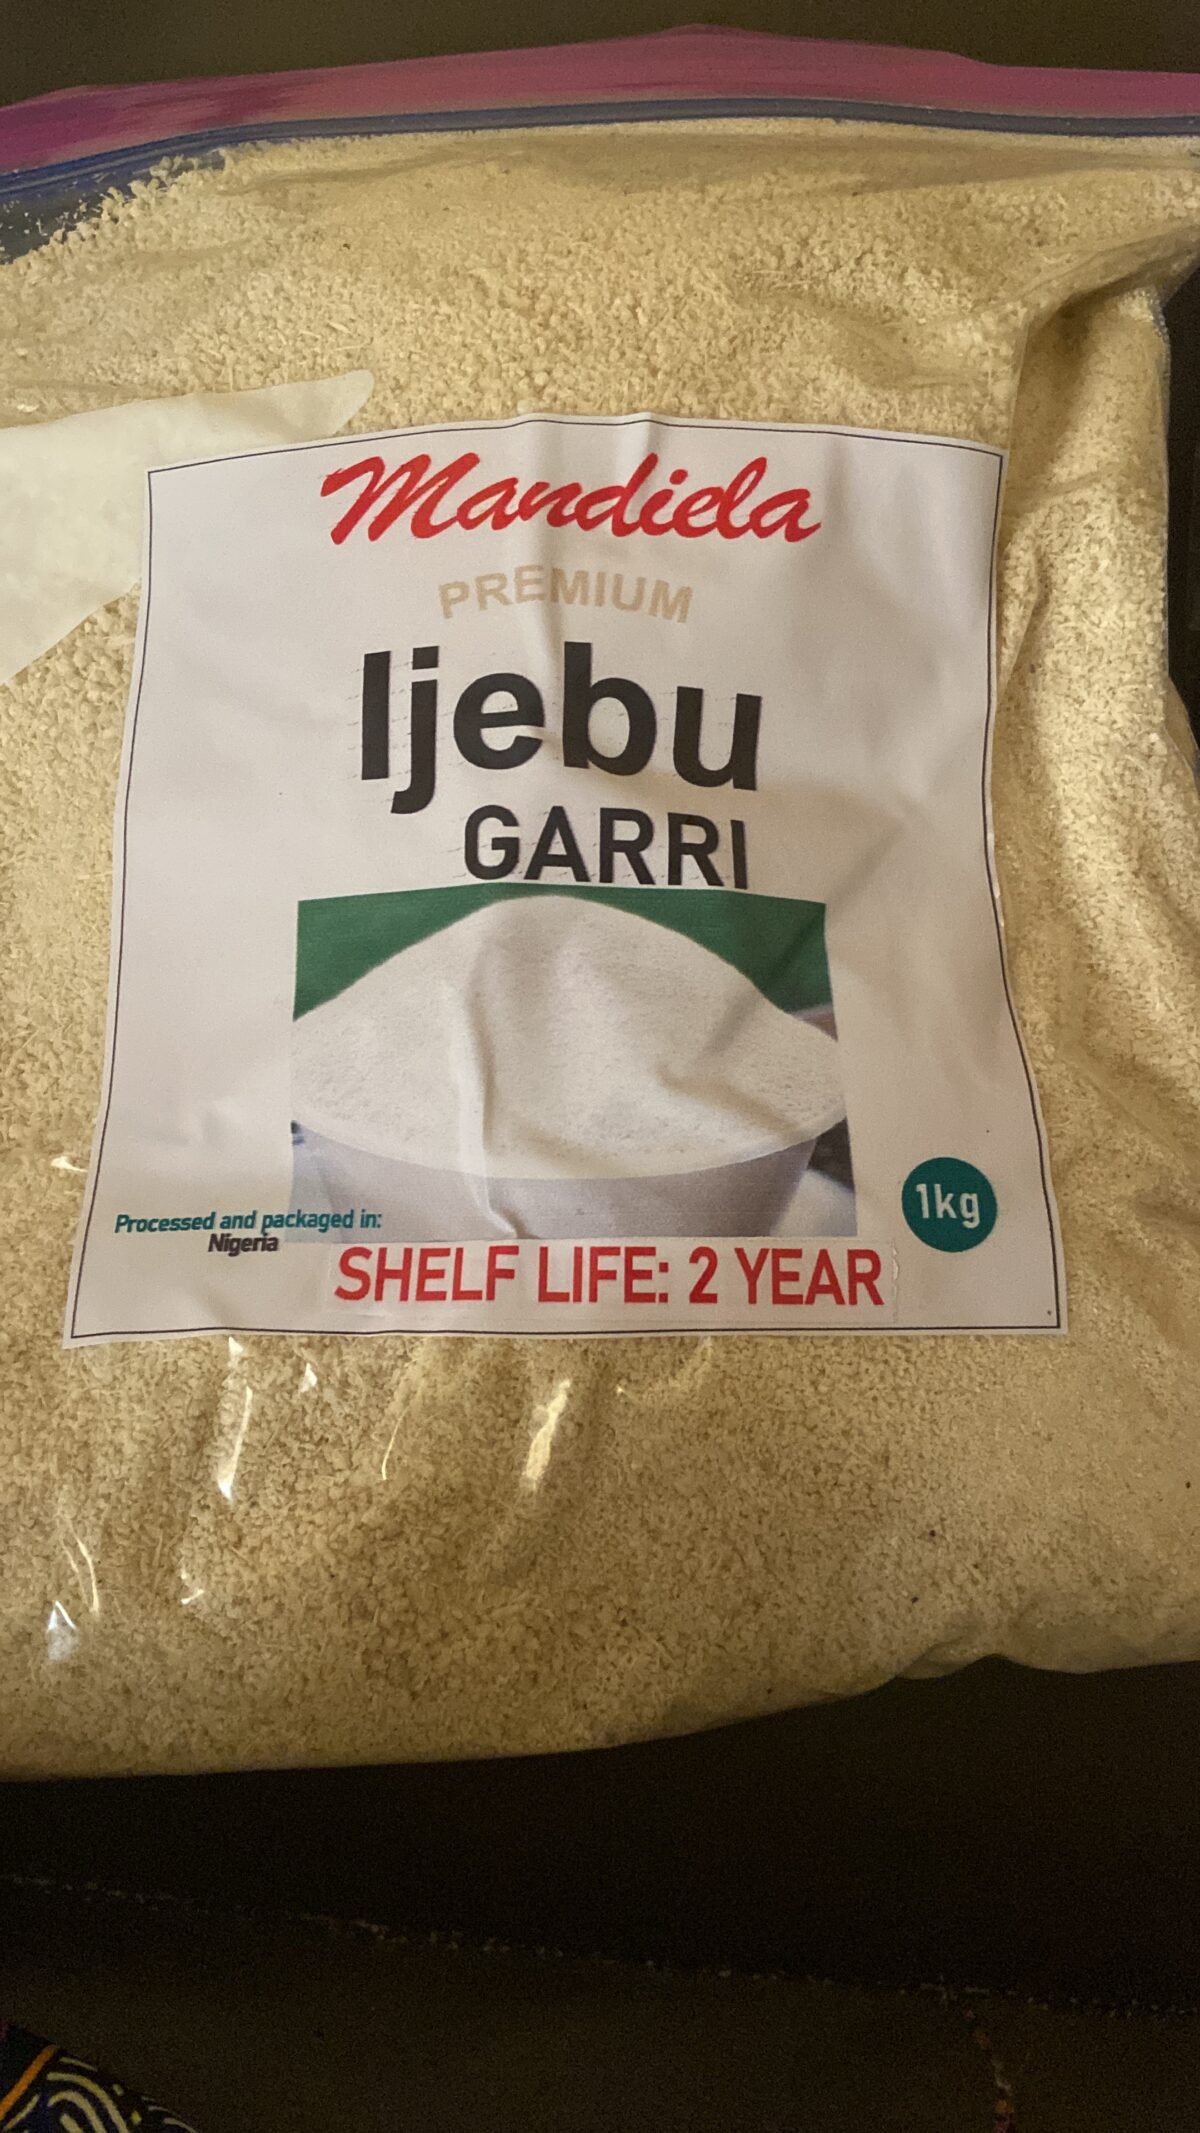 Mandiela
PREMIUM
Ijebu
GARRI
1kg
Processed and packaged in:
Nigeria
SHELF LIFE: 2 YEAR